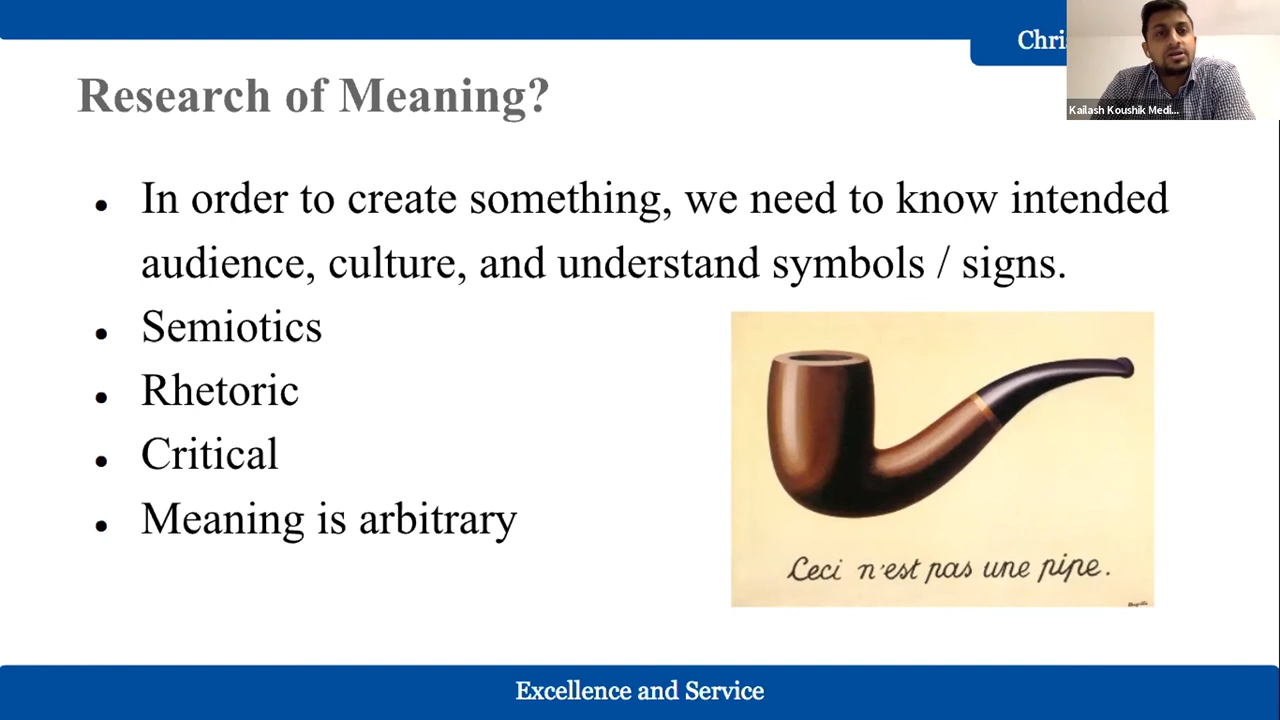 Chris
Kailash Koushik Medi...
Research of Meaning?
• In order to create something, we need to know intended
audience, culture, and understand symbols / signs.
• Semiotics
• Rhetoric
• Critical
• Meaning is arbitrary
Ceci n'est pas une pipe.
Excellence and Service